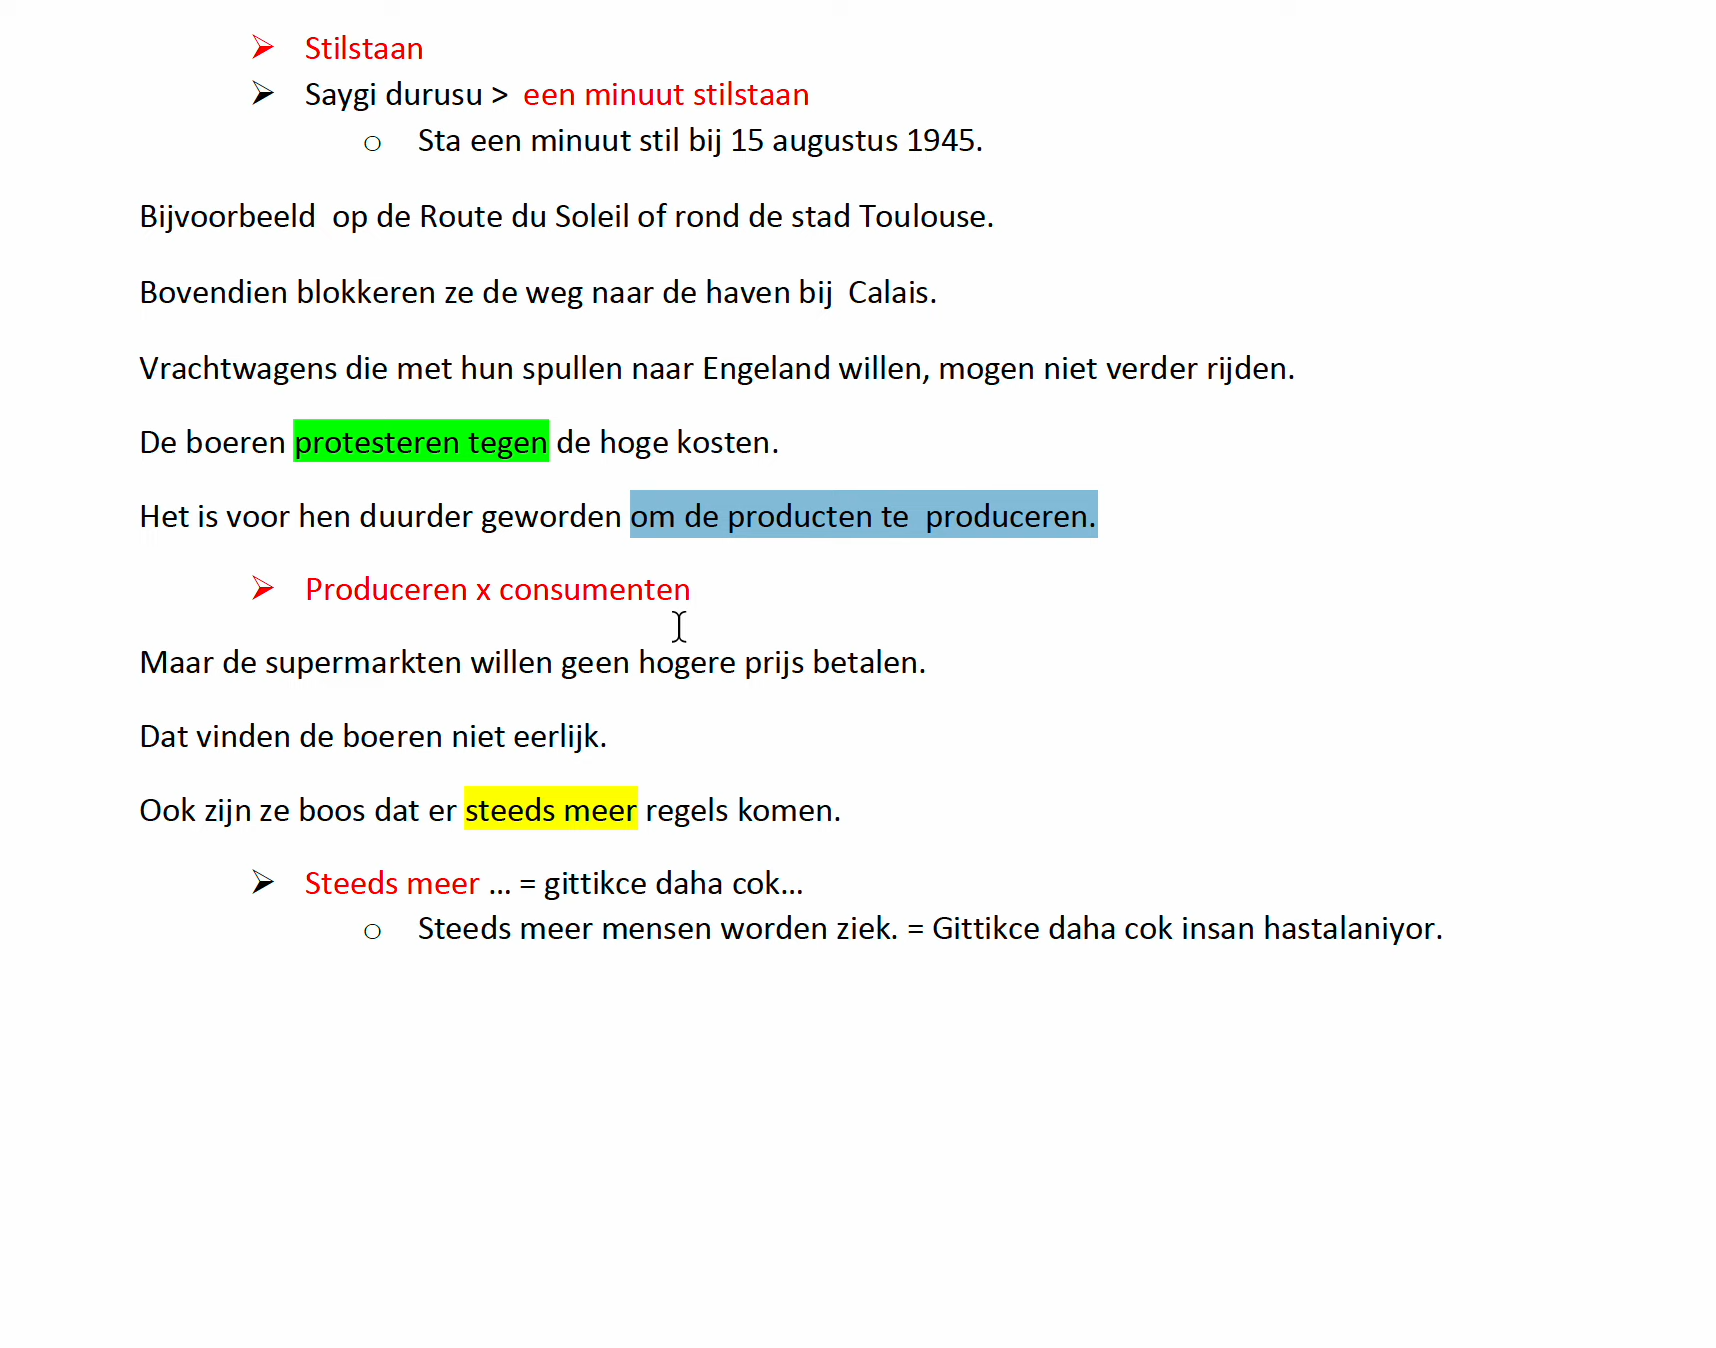 ➢ Stilstaan
➢ Saygi durusu > een minuut stilstaan
o Sta een minuut stil bij 15 augustus 1945.
Bijvoorbeeld op de Route du Soleil of rond de stad Toulouse.
Bovendien blokkeren ze de weg naar de haven bij Calais.
Vrachtwagens die met hun spullen naar Engeland willen, mogen niet verder rijden.
De boeren protesteren tegen de hoge kosten.
Het is voor hen duurder geworden om de producten te produceren.
➢ Produceren x consumenten
Maar de supermarkten willen geen hogere prijs betalen.
Dat vinden de boeren niet eerlijk.
Ook zijn ze boos dat er steeds meer regels komen.
➢ Steeds meer ... = gittikce daha cok...
o Steeds meer mensen worden ziek. = Gittikce daha cok insan hastalaniyor.